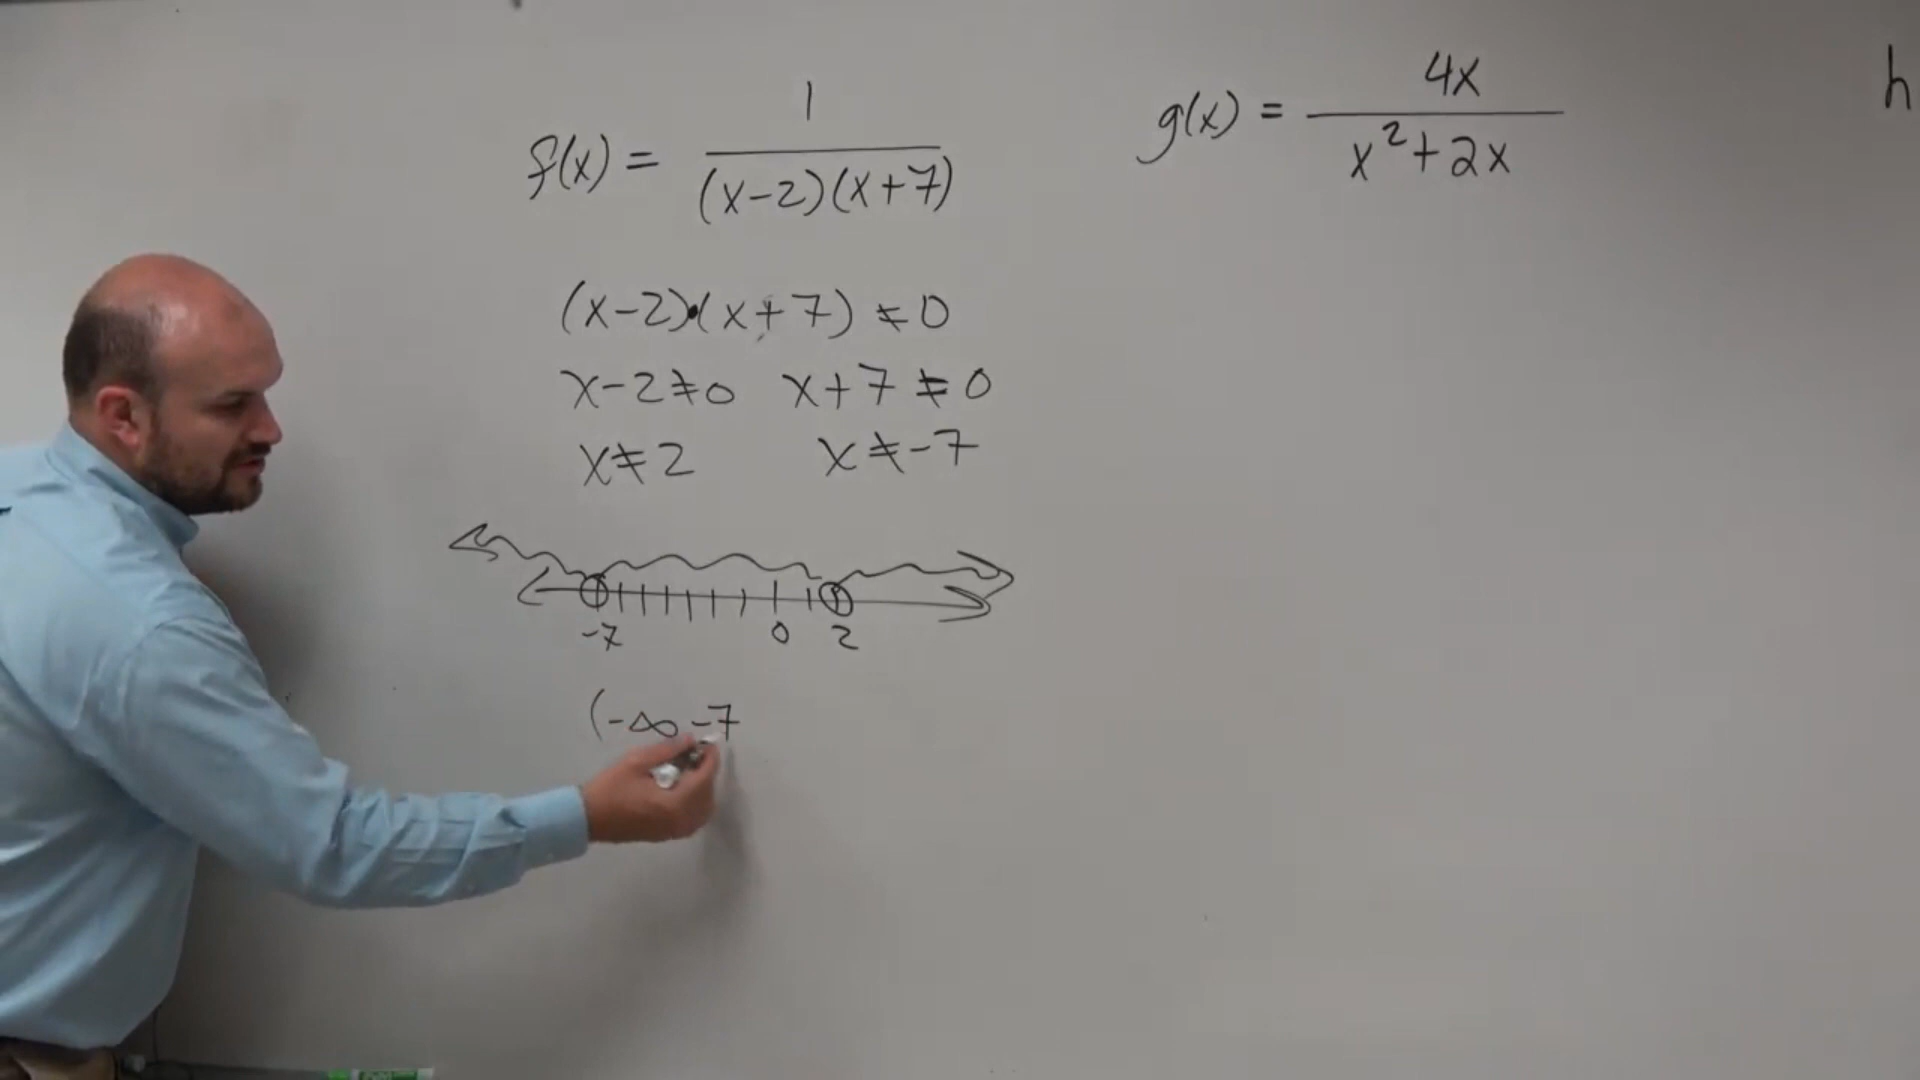 f(x) = 1 / (x-2)(x+7)
(x-2)•(x+7) ≠ 0
x-2≠0 x+7 ≠ 0
x≠2 x≠-7
-7 0 2
(-∞ -7
g(x) = 4x / x²+2x
h